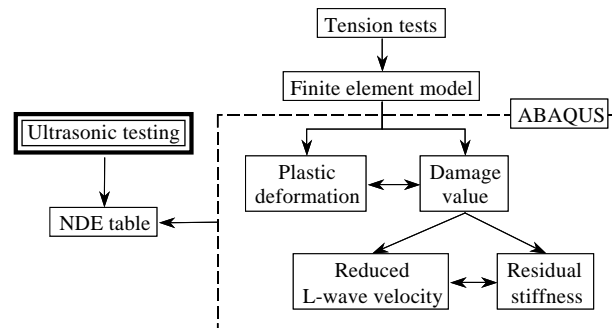 Tension tests
Finite element model
ABAQUS
Ultrasonic testing
Plastic
deformation
Damage
value
NDE table
Reduced
L-wave velocity
Residual
stiffness